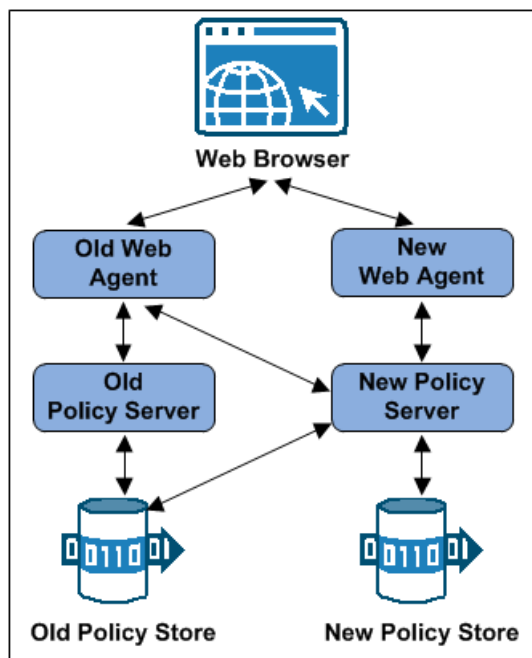 Web Browser
Old Web
Agent
New
Web Agent
Old
Policy Server
New Policy
Server
0110
0110
Old Policy Store
New Policy Store